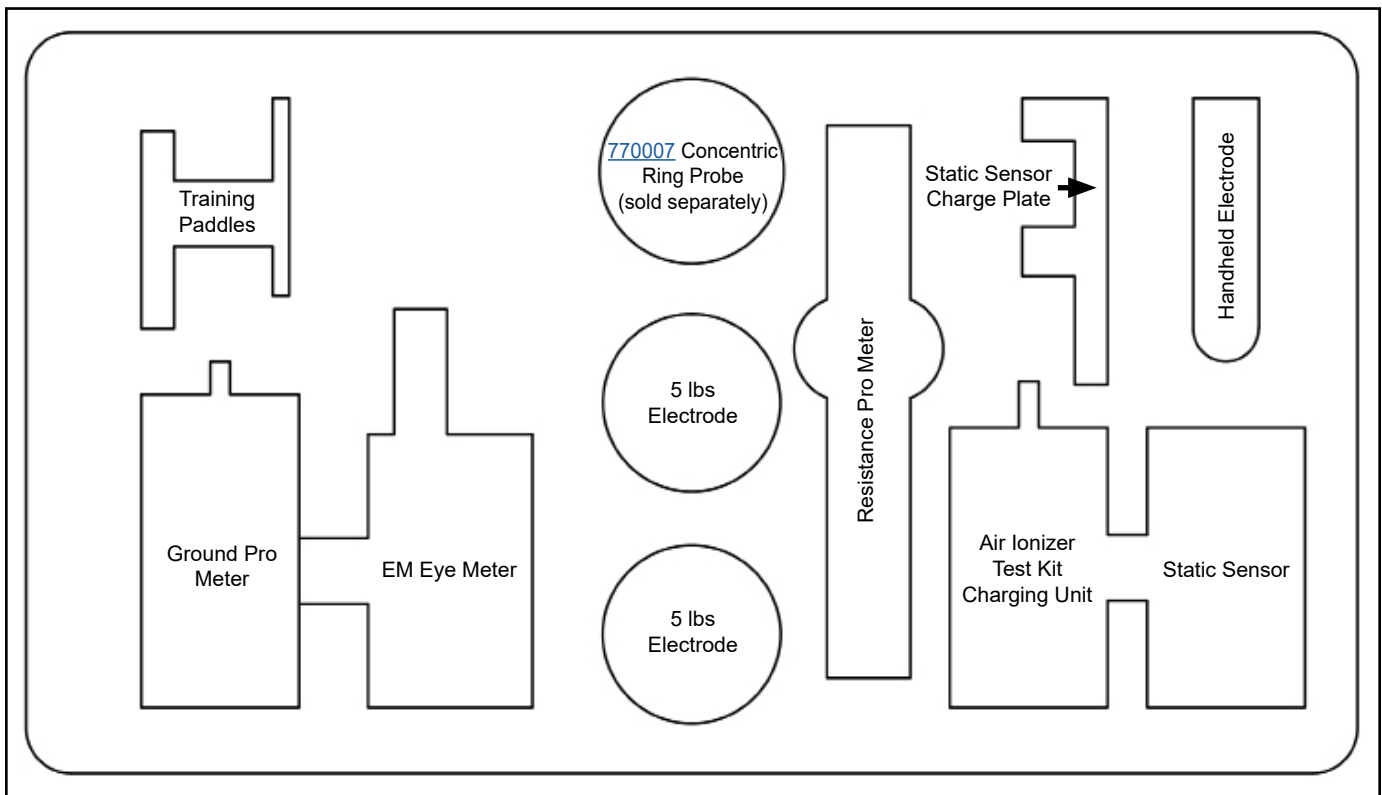 Training
Paddles
770007 Concentric
Ring Probe
(sold separately)
Static Sensor
Charge Plate
Handheld Electrode
5 lbs
Electrode
Resistance Pro Meter
Ground Pro
Meter
EM Eye Meter
5 lbs
Electrode
Air Ionizer
Test Kit
Charging Unit
Static Sensor